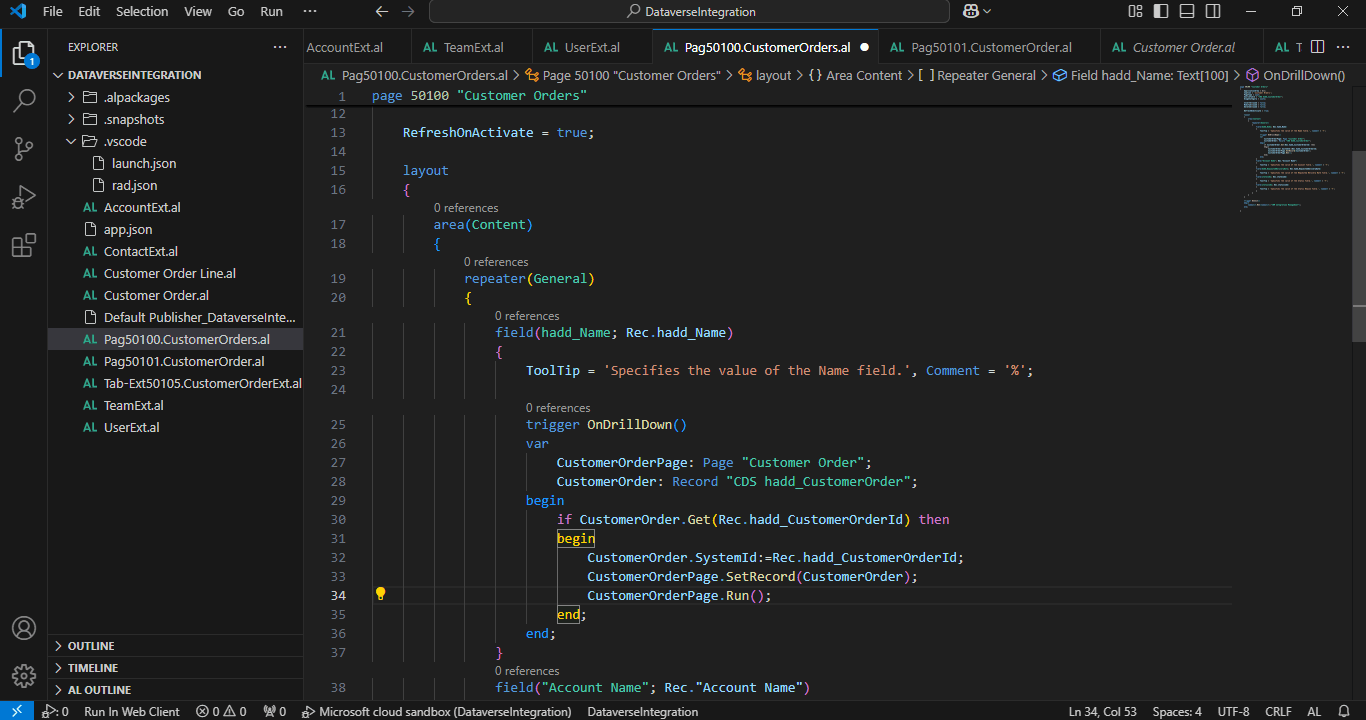 File Edit Selection View Go Run ··· DataverseIntegration
EXPLORER ···
1
DATAVERSEINTEGRATION
.alpackages
.snapshots
.vscode
launch.json
rad.json
AL AccountExt.al
app.json
AL ContactExt.al
AL Customer Order Line.al
AL Customer Order.al
Default Publisher_DataverseInte...
AL Pag50100.CustomerOrders.al
AL Pag50101.CustomerOrder.al
AL Tab-Ext50105.CustomerOrderExt.al
AL TeamExt.al
AL UserExt.al
OUTLINE
TIMELINE
AL OUTLINE
AccountExt.al AL TeamExt.al AL UserExt.al AL Pag50100.CustomerOrders.al AL Pag50101.CustomerOrder.al AL Customer Order.al AL T ···
AL Pag50100.CustomerOrders.al > Page 50100 "Customer Orders" > layout > {} Area Content > [ ] Repeater General > Field hadd_Name: Text[100] > OnDrillDown()
1 page 50100 "Customer Orders"
12
13 RefreshOnActivate = true;
14
15 layout
16 {
0 references
17 area(Content)
18 {
0 references
19 repeater(General)
20 {
0 references
21 field(hadd_Name; Rec.hadd_Name)
22 {
23 ToolTip = 'Specifies the value of the Name field.', Comment = '%';
24
0 references
25 trigger OnDrillDown()
26 var
27 CustomerOrderPage: Page "Customer Order";
28 CustomerOrder: Record "CDS hadd_CustomerOrder";
29 begin
30 if CustomerOrder.Get(Rec.hadd_CustomerOrderId) then
31 begin
32 CustomerOrder.SystemId:=Rec.hadd_CustomerOrderId;
33 CustomerOrderPage.SetRecord(CustomerOrder);
34 CustomerOrderPage.Run();
35 end;
36 end;
37 }
0 references
38 field("Account Name"; Rec."Account Name")
0 Run In Web Client 0 0 0 Microsoft cloud sandbox (DataverseIntegration) DataverseIntegration Ln 34, Col 53 Spaces: 4 UTF-8 CRLF AL